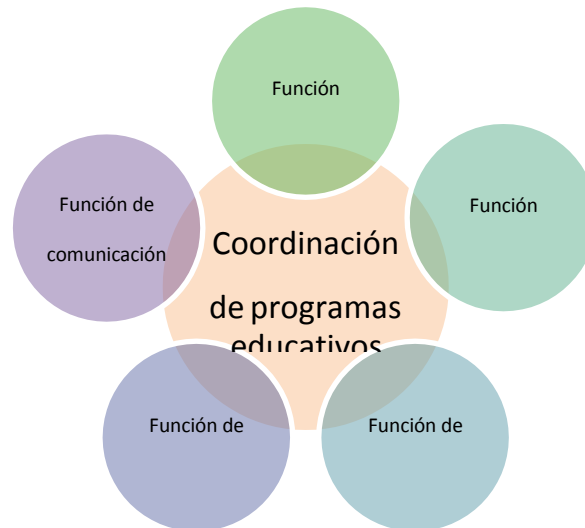 Función
Función de
comunicación
Función
Coordinación
de programas
educativos
Función de
Función de